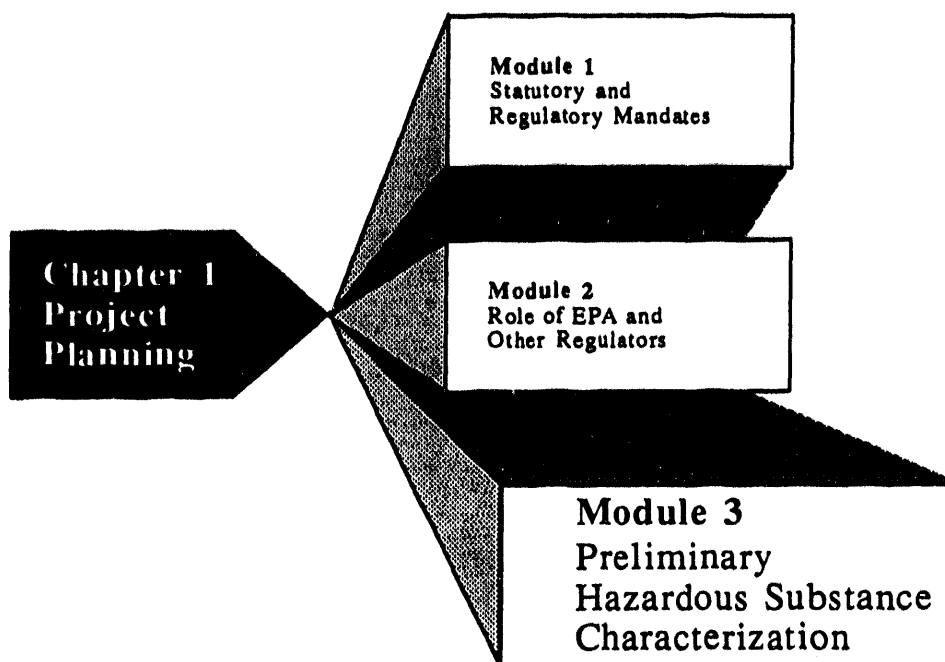 Chapter 1
Project
Planning
Module 1
Statutory and
Regulatory Mandates
Module 2
Role of EPA and
Other Regulators
Module 3
Preliminary
Hazardous Substance
Characterization